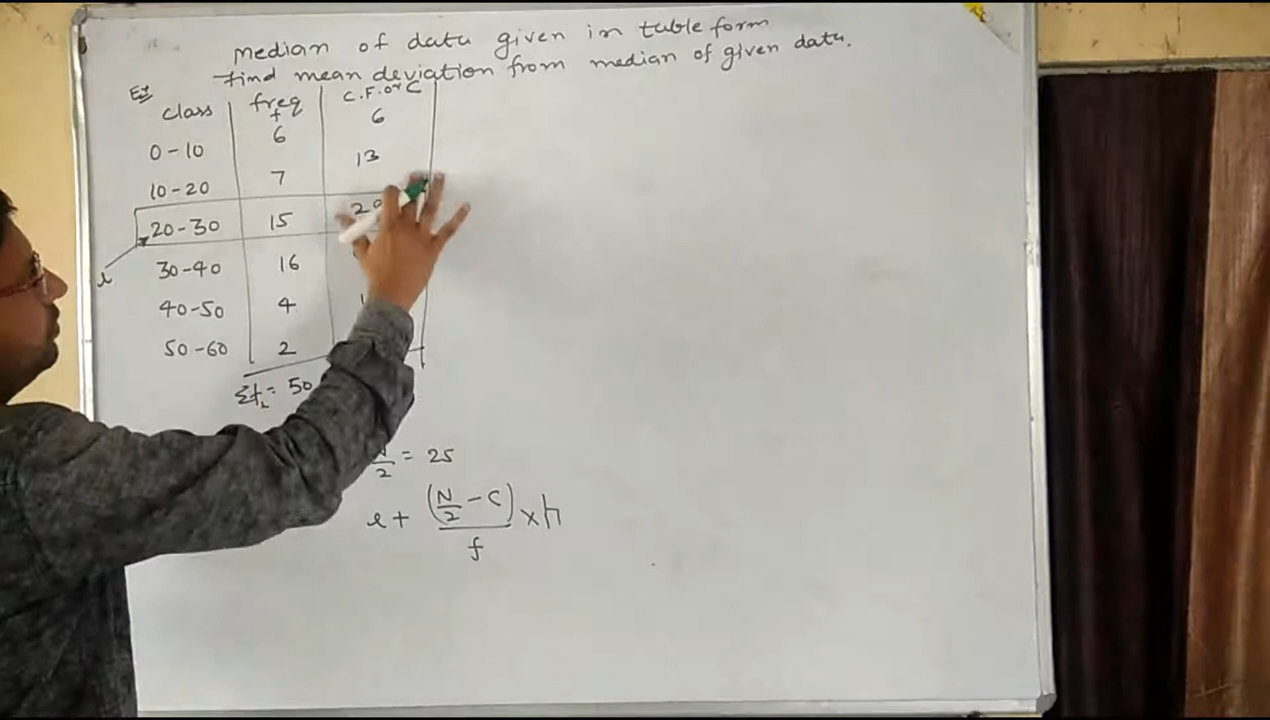 median of data given in table form
find mean deviation from median of given data.
Ex
class freq f C.F. or C
0-10 6 6
10-20 7 13
20-30 15
l
30-40 16
40-50 4
50-60 2
Σfi = 50
N/2 = 25
l + (N/2 - C)/f × h